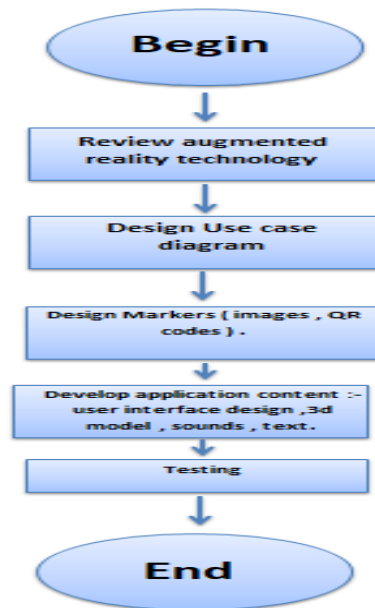 Begin
Review augmented
reality technology
Design Use case
diagram
Design Markers ( images , QR
codes ) .
Develop application content :-
user interface design ,3d
model , sounds , text.
Testing
End